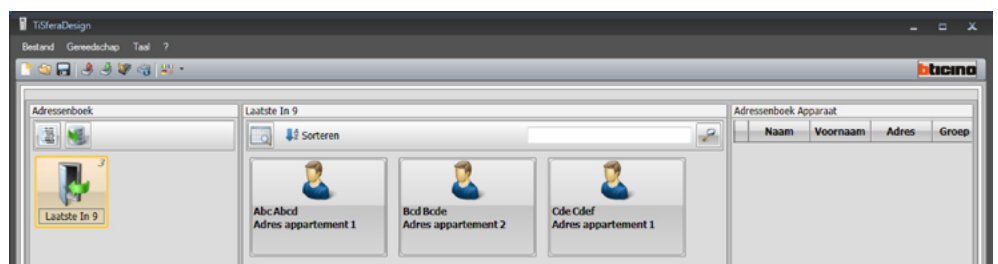 TiSferaDesign
Bestand Gereedschap Taal ?
bticino
Adressenboek
Laatste In 9
Adressenboek Apparaat
Sorteren
Naam Voornaam Adres Groep
3
Laatste In 9
Abc Abcd
Adres appartement 1
Bcd Bcde
Adres appartement 2
Cde Cdef
Adres appartement 1